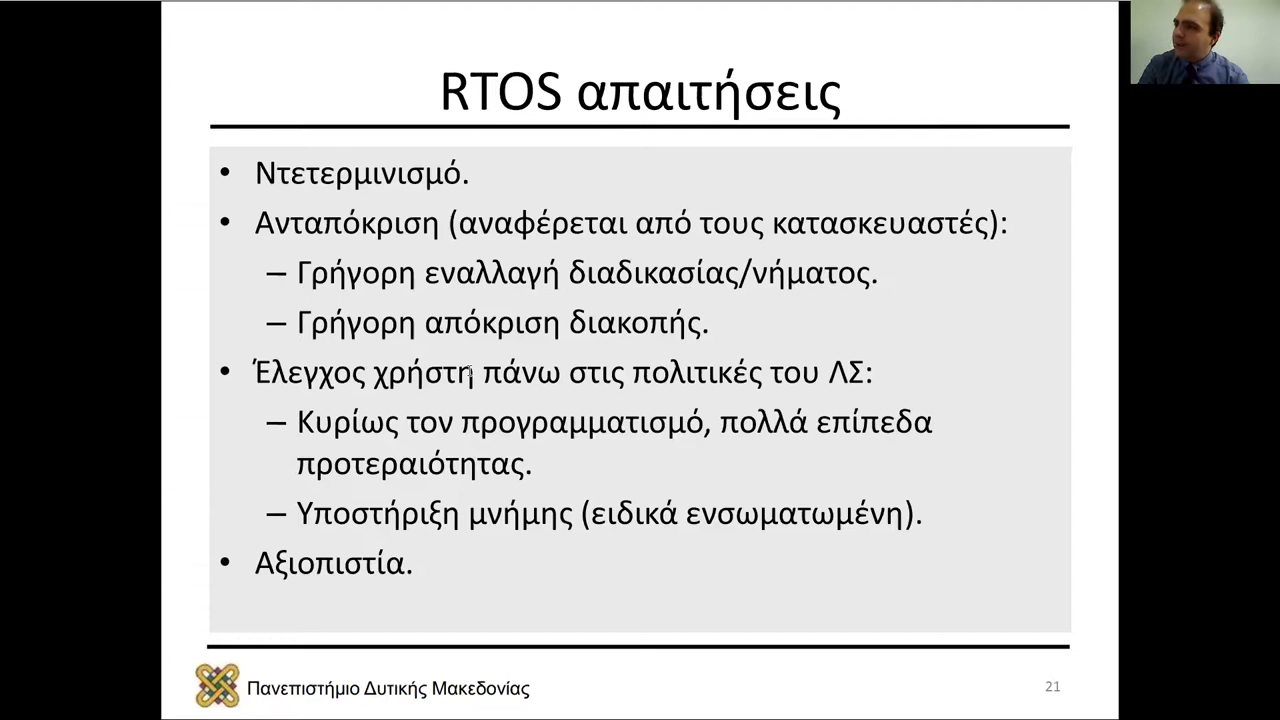 RTOS απαιτήσεις
• Ντετερμινισμό.
• Ανταπόκριση (αναφέρεται από τους κατασκευαστές):
– Γρήγορη εναλλαγή διαδικασίας/νήματος.
– Γρήγορη απόκριση διακοπής.
• Έλεγχος χρήστη πάνω στις πολιτικές του ΛΣ:
– Κυρίως τον προγραμματισμό, πολλά επίπεδα
προτεραιότητας.
– Υποστήριξη μνήμης (ειδικά ενσωματωμένη).
• Αξιοπιστία.
Πανεπιστήμιο Δυτικής Μακεδονίας
21